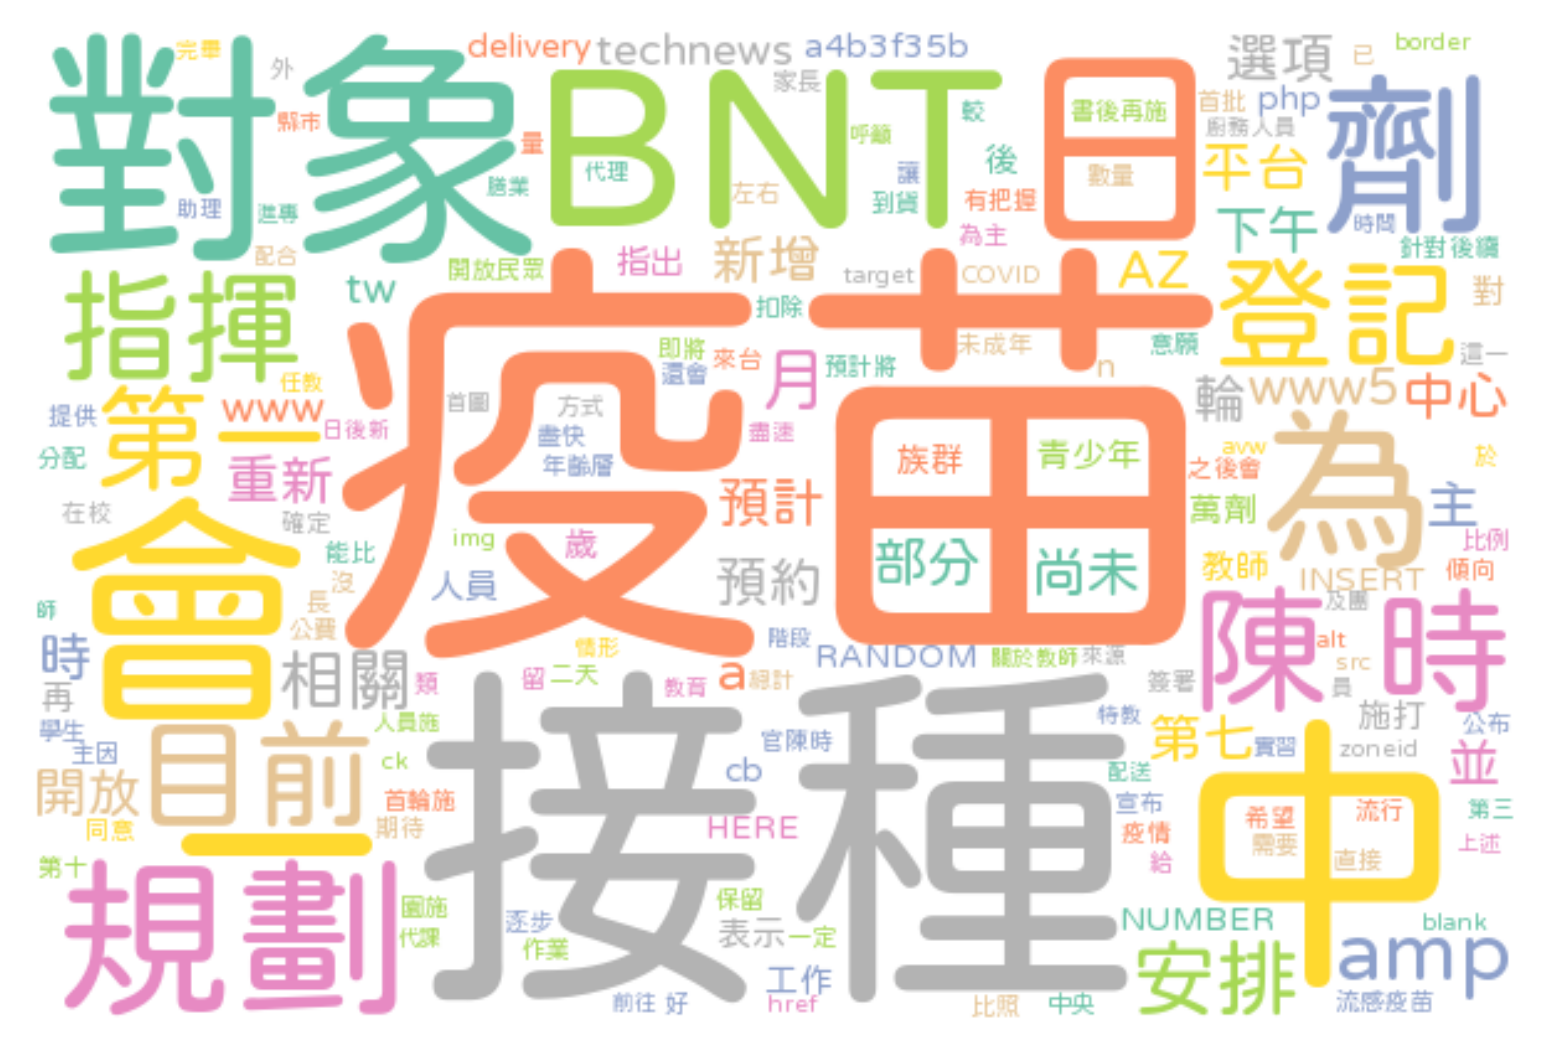 完畢
外
delivery
technews
a4b3f35b
選項
已
border
對象
BNT
日
家長
書後再施
首批
php
劑
縣市
量
代理
呼籲
較
廚務人員
平台
助理
進專
勝業
左右
讓
到貨
後
有把握
數量
下午
時間
配合
為主
針對後續
指揮
tw
開放民眾
指出
新增
target
COVID
AZ
登記
對
疫苗
扣除
未成年
意願
這一
即將
還會
來台
月
預計將
n
任教
提供
第一
www
日後新
首圖
方式
盡快
年齡層
盡速
輪
www5
中心
分配
重新
族群
青少年
avw
之後會
於
為
在校
確定
預計
萬劑
主
會
能比
img
歲
部分
尚未
比例
沒
人員
預約
教師
INSERT
傾向
師
長
公費
及團
陳時
時
情形
階段
RANDOM
關於教師
來源
alt
src
員
再
相關
類
留
二天
教育
a
總計
簽署
施打
學生
主因
人員施
接種
官陳時
特教
第七
實習
zoneid
公布
並
開放
目前
ck
cb
配送
中
同意
首輪施
期待
HERE
宣布
疫情
希望
流行
第三
需要
直接
上述
第十
一
給
規劃
園施
代課
逐步
作業
保留
表示
一定
NUMBER
blank
安排
amp
工作
前往
好
href
比照
中央
流感疫苗